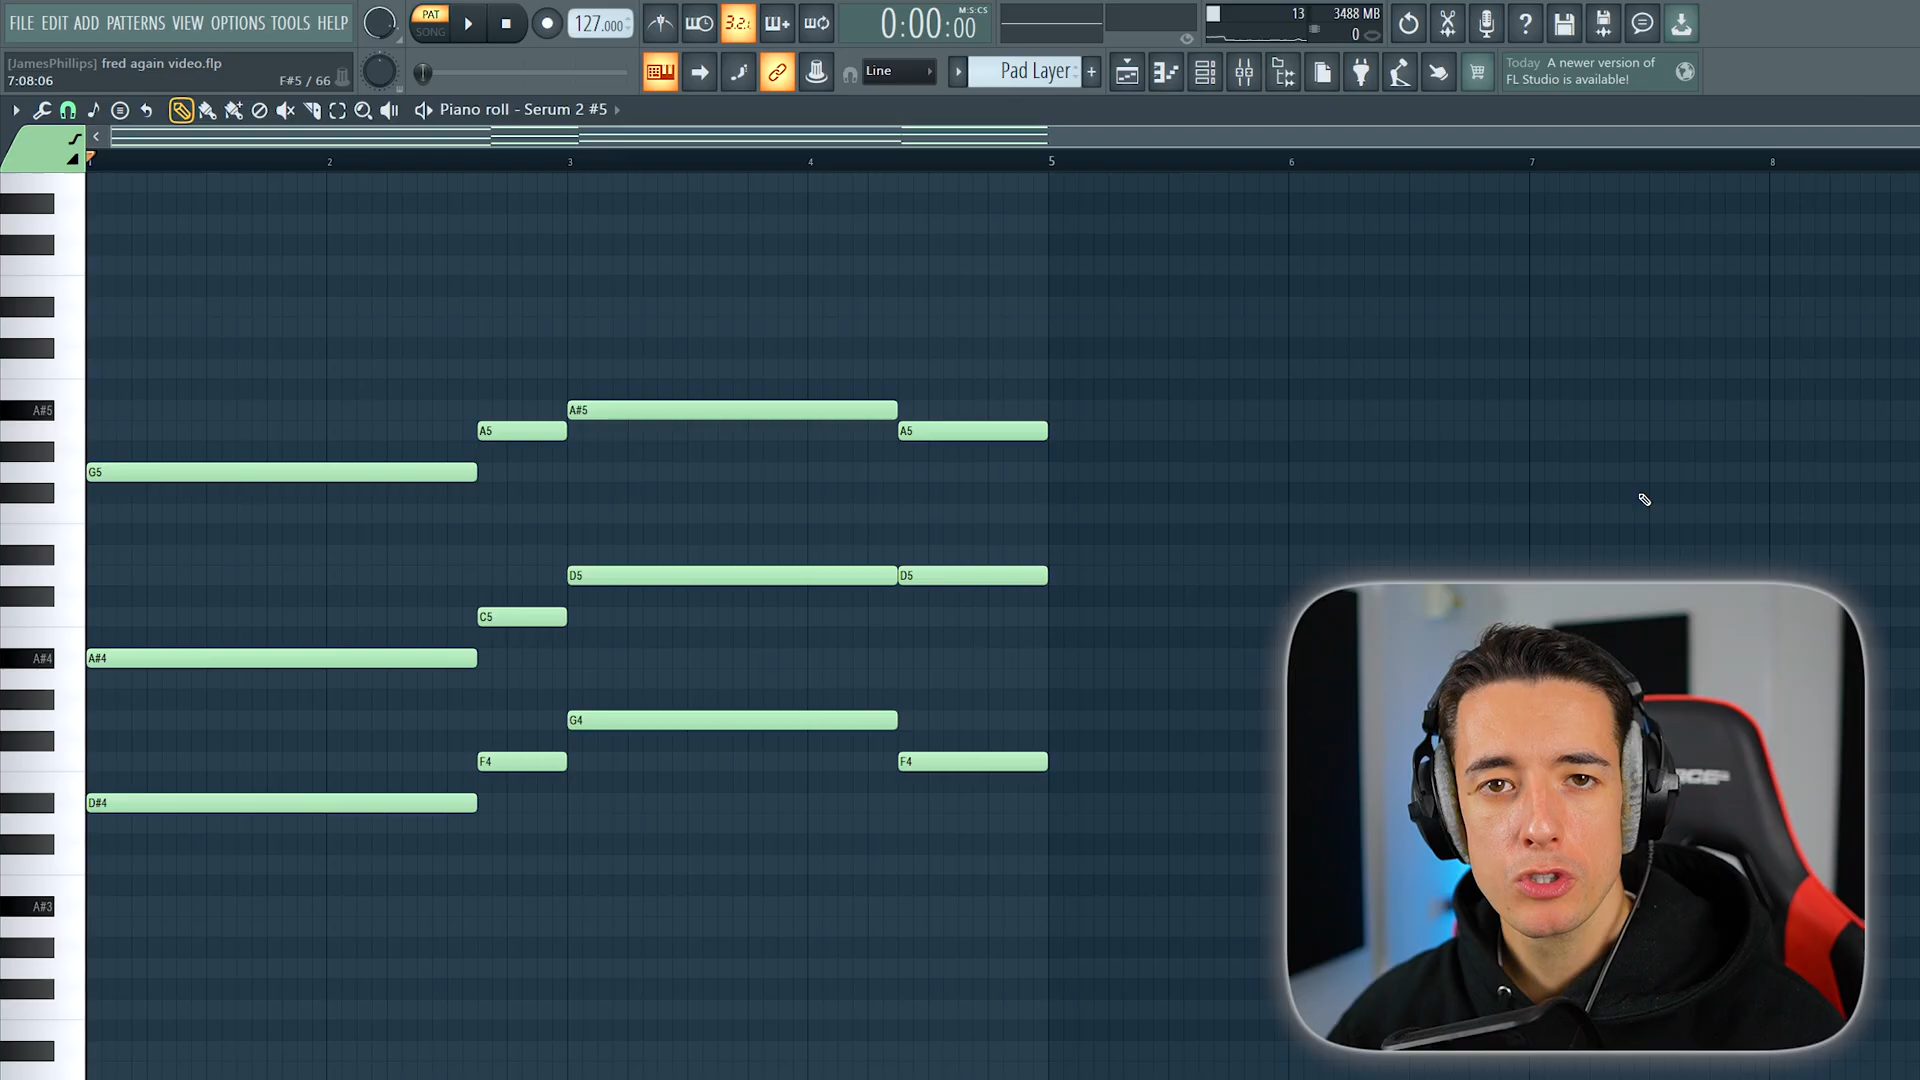 FILE EDIT ADD PATTERNS VIEW OPTIONS TOOLS HELP
PAT
SONG
127.000
3.2.
0:00:00
M:S:CS
13
3488 MB
0
[JamesPhillips] fred again video.flp
7:08:06
F#5 / 66
Line
Pad Layer
Today A newer version of
FL Studio is available!
Piano roll - Serum 2 #5
1 2 3 4 5 6 7 8
A#5
A#5
A5
A5
G5
D5
D5
C5
A#4
A#4
G4
F4
F4
D#4
A#3